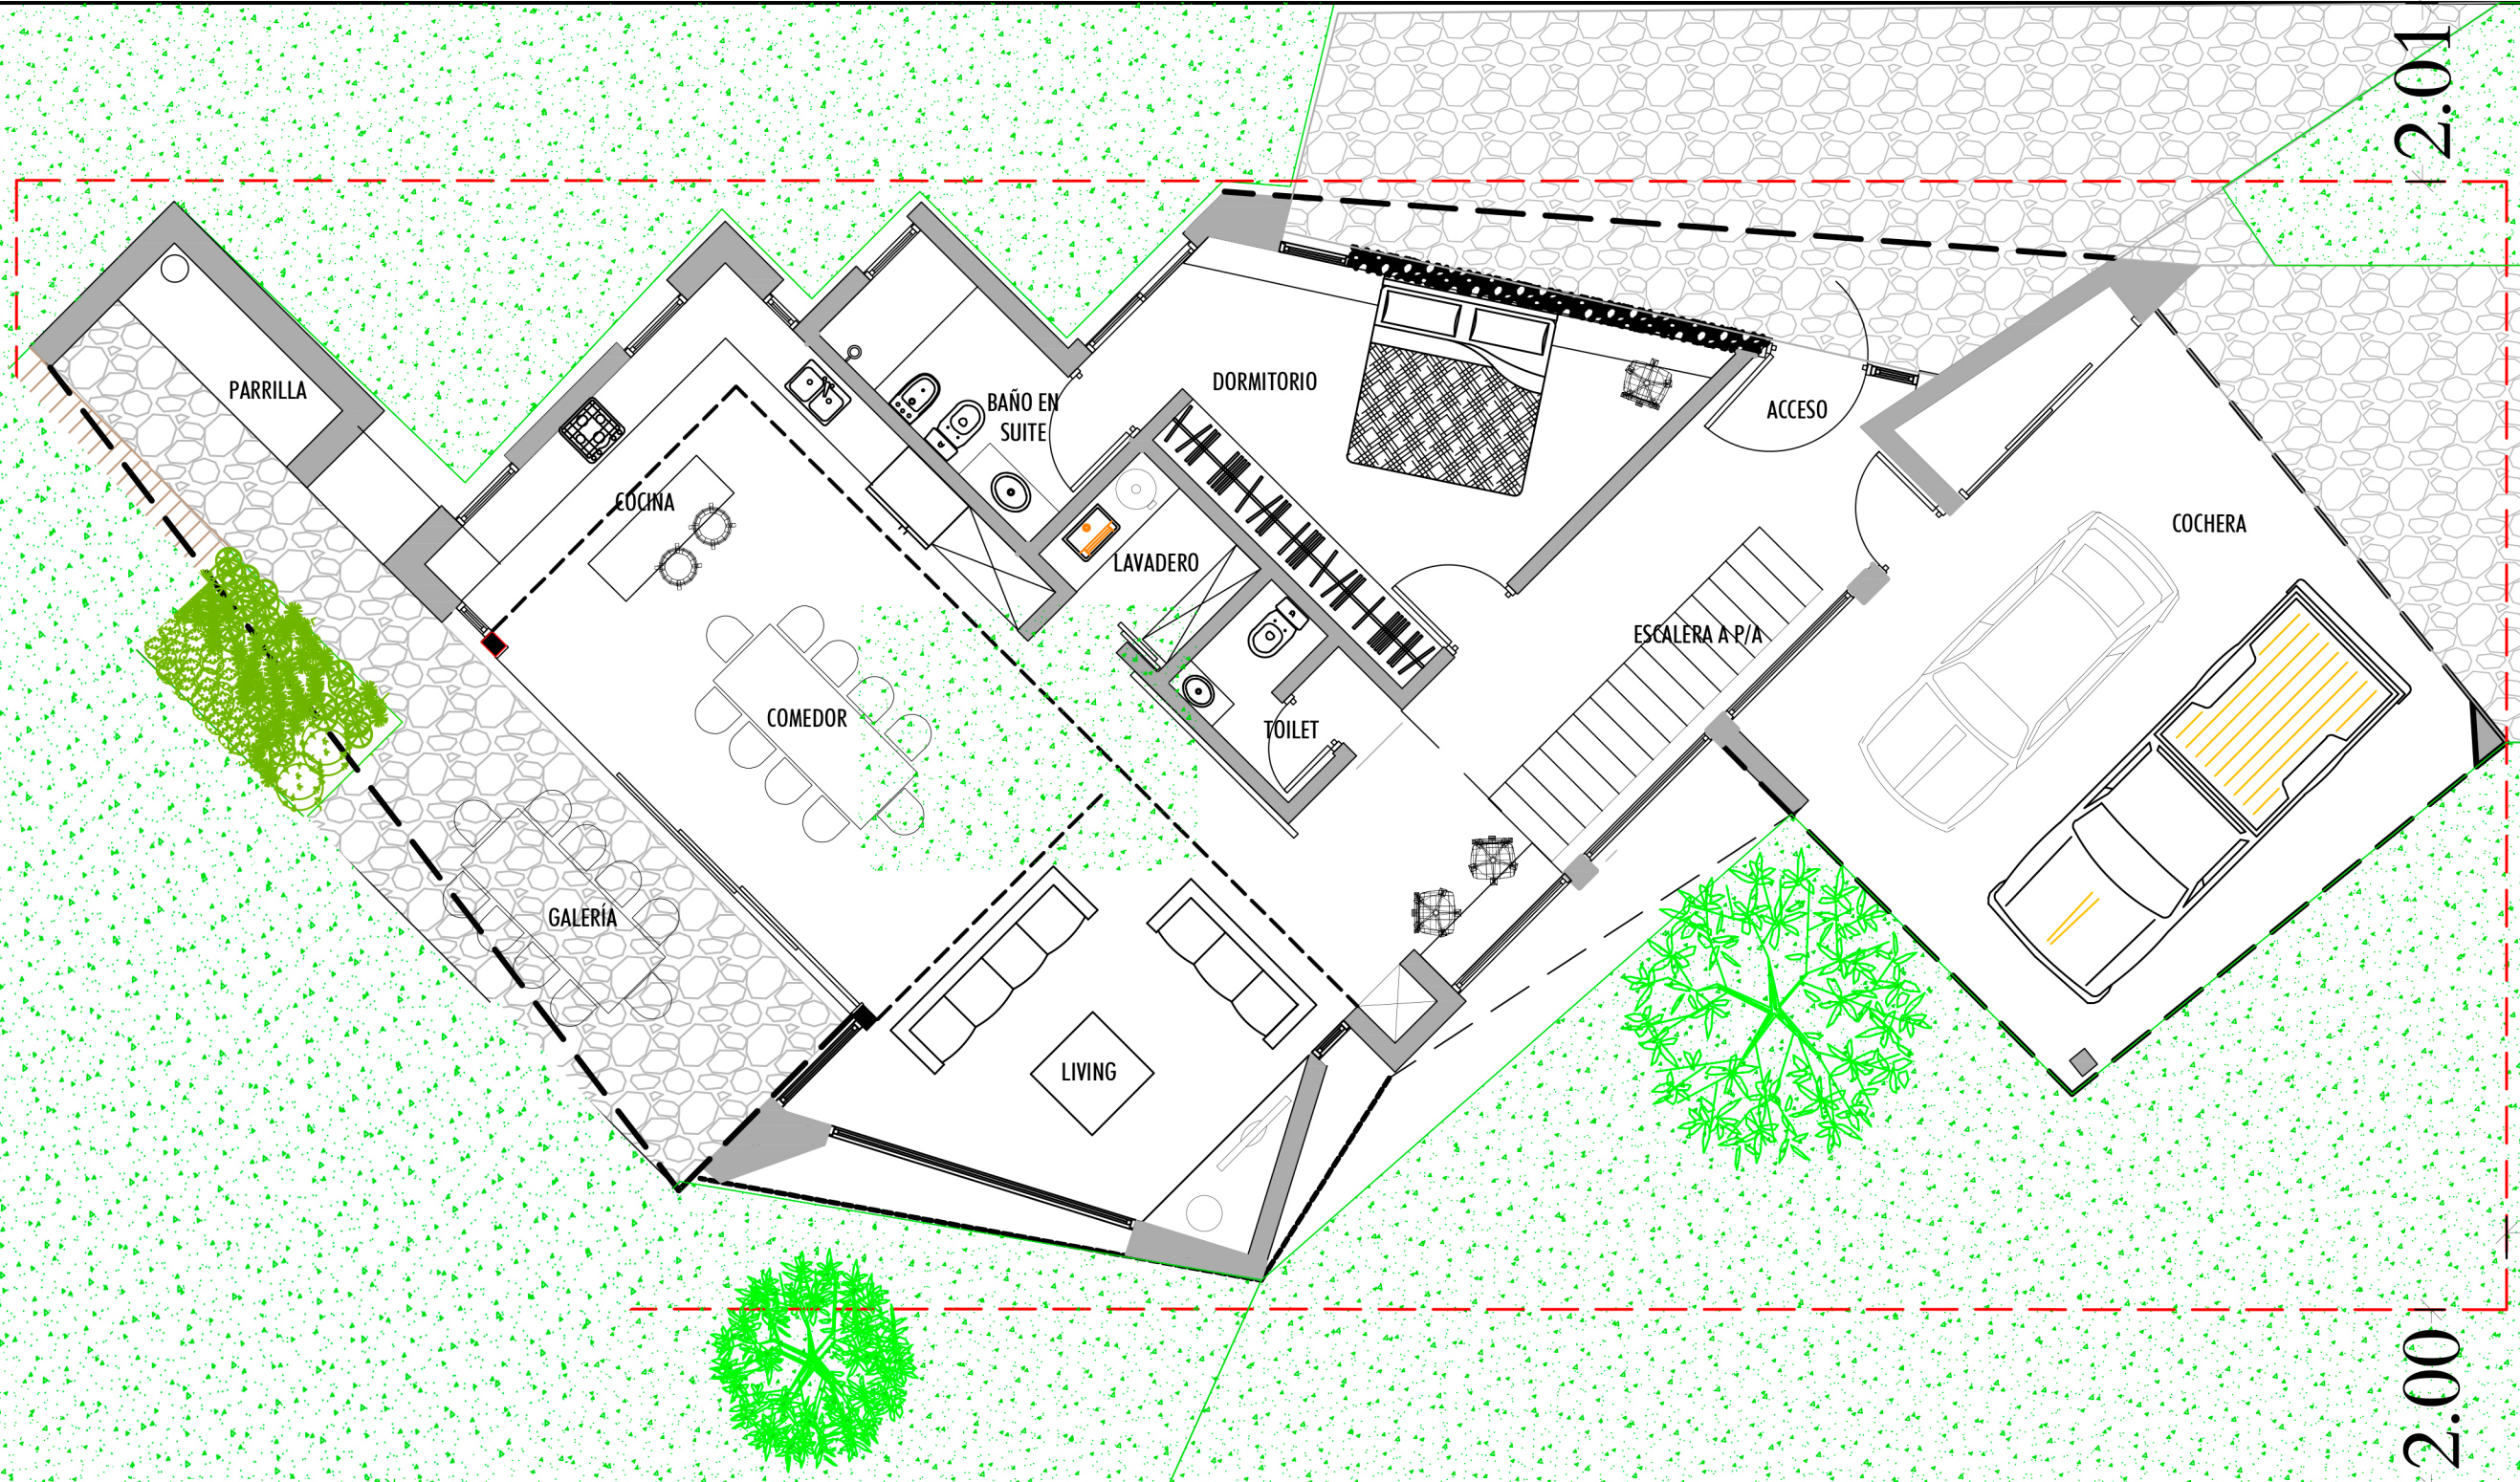 2.01
PARRILLA
DORMITORIO
BAÑO EN
SUITE
ACCESO
COCINA
COCHERA
LAVADERO
ESCALERA A P/A
COMEDOR
TOILET
GALERÍA
LIVING
2.00